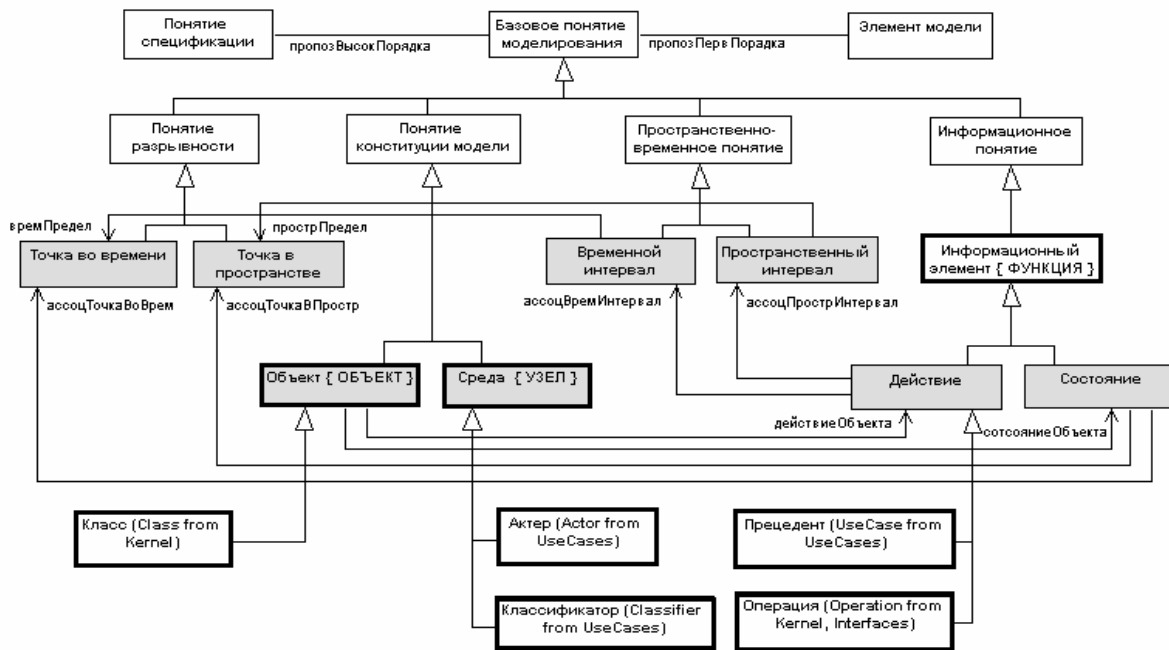 Понятие
спецификации
пропозВысокПорядка
Базовое понятие
моделирования
пропозПервПорадка
Элемент модели
Понятие
разрывности
Понятие
конституции модели
Пространственно-
временное понятие
Информационное
понятие
времПредел
прострПредел
Точка во времени
Точка в
пространстве
Временной
интервал
Пространственный
интервал
Информационный
элемент { ФУНКЦИЯ }
ассоцТочкаВоВрем
ассоцТочкаВПростр
ассоцВремИнтервал
ассоцПрострИнтервал
Объект { ОБЪЕКТ }
Среда { УЗЕЛ }
Действие
Состояние
действиеОбъекта
сотсояниеОбъекта
Класс (Class from
Kernel)
Актер (Actor from
UseCases)
Прецедент (UseCase from
UseCases)
Классификатор (Classifier
from UseCases)
Операция (Operation from
Kernel, Interfaces)